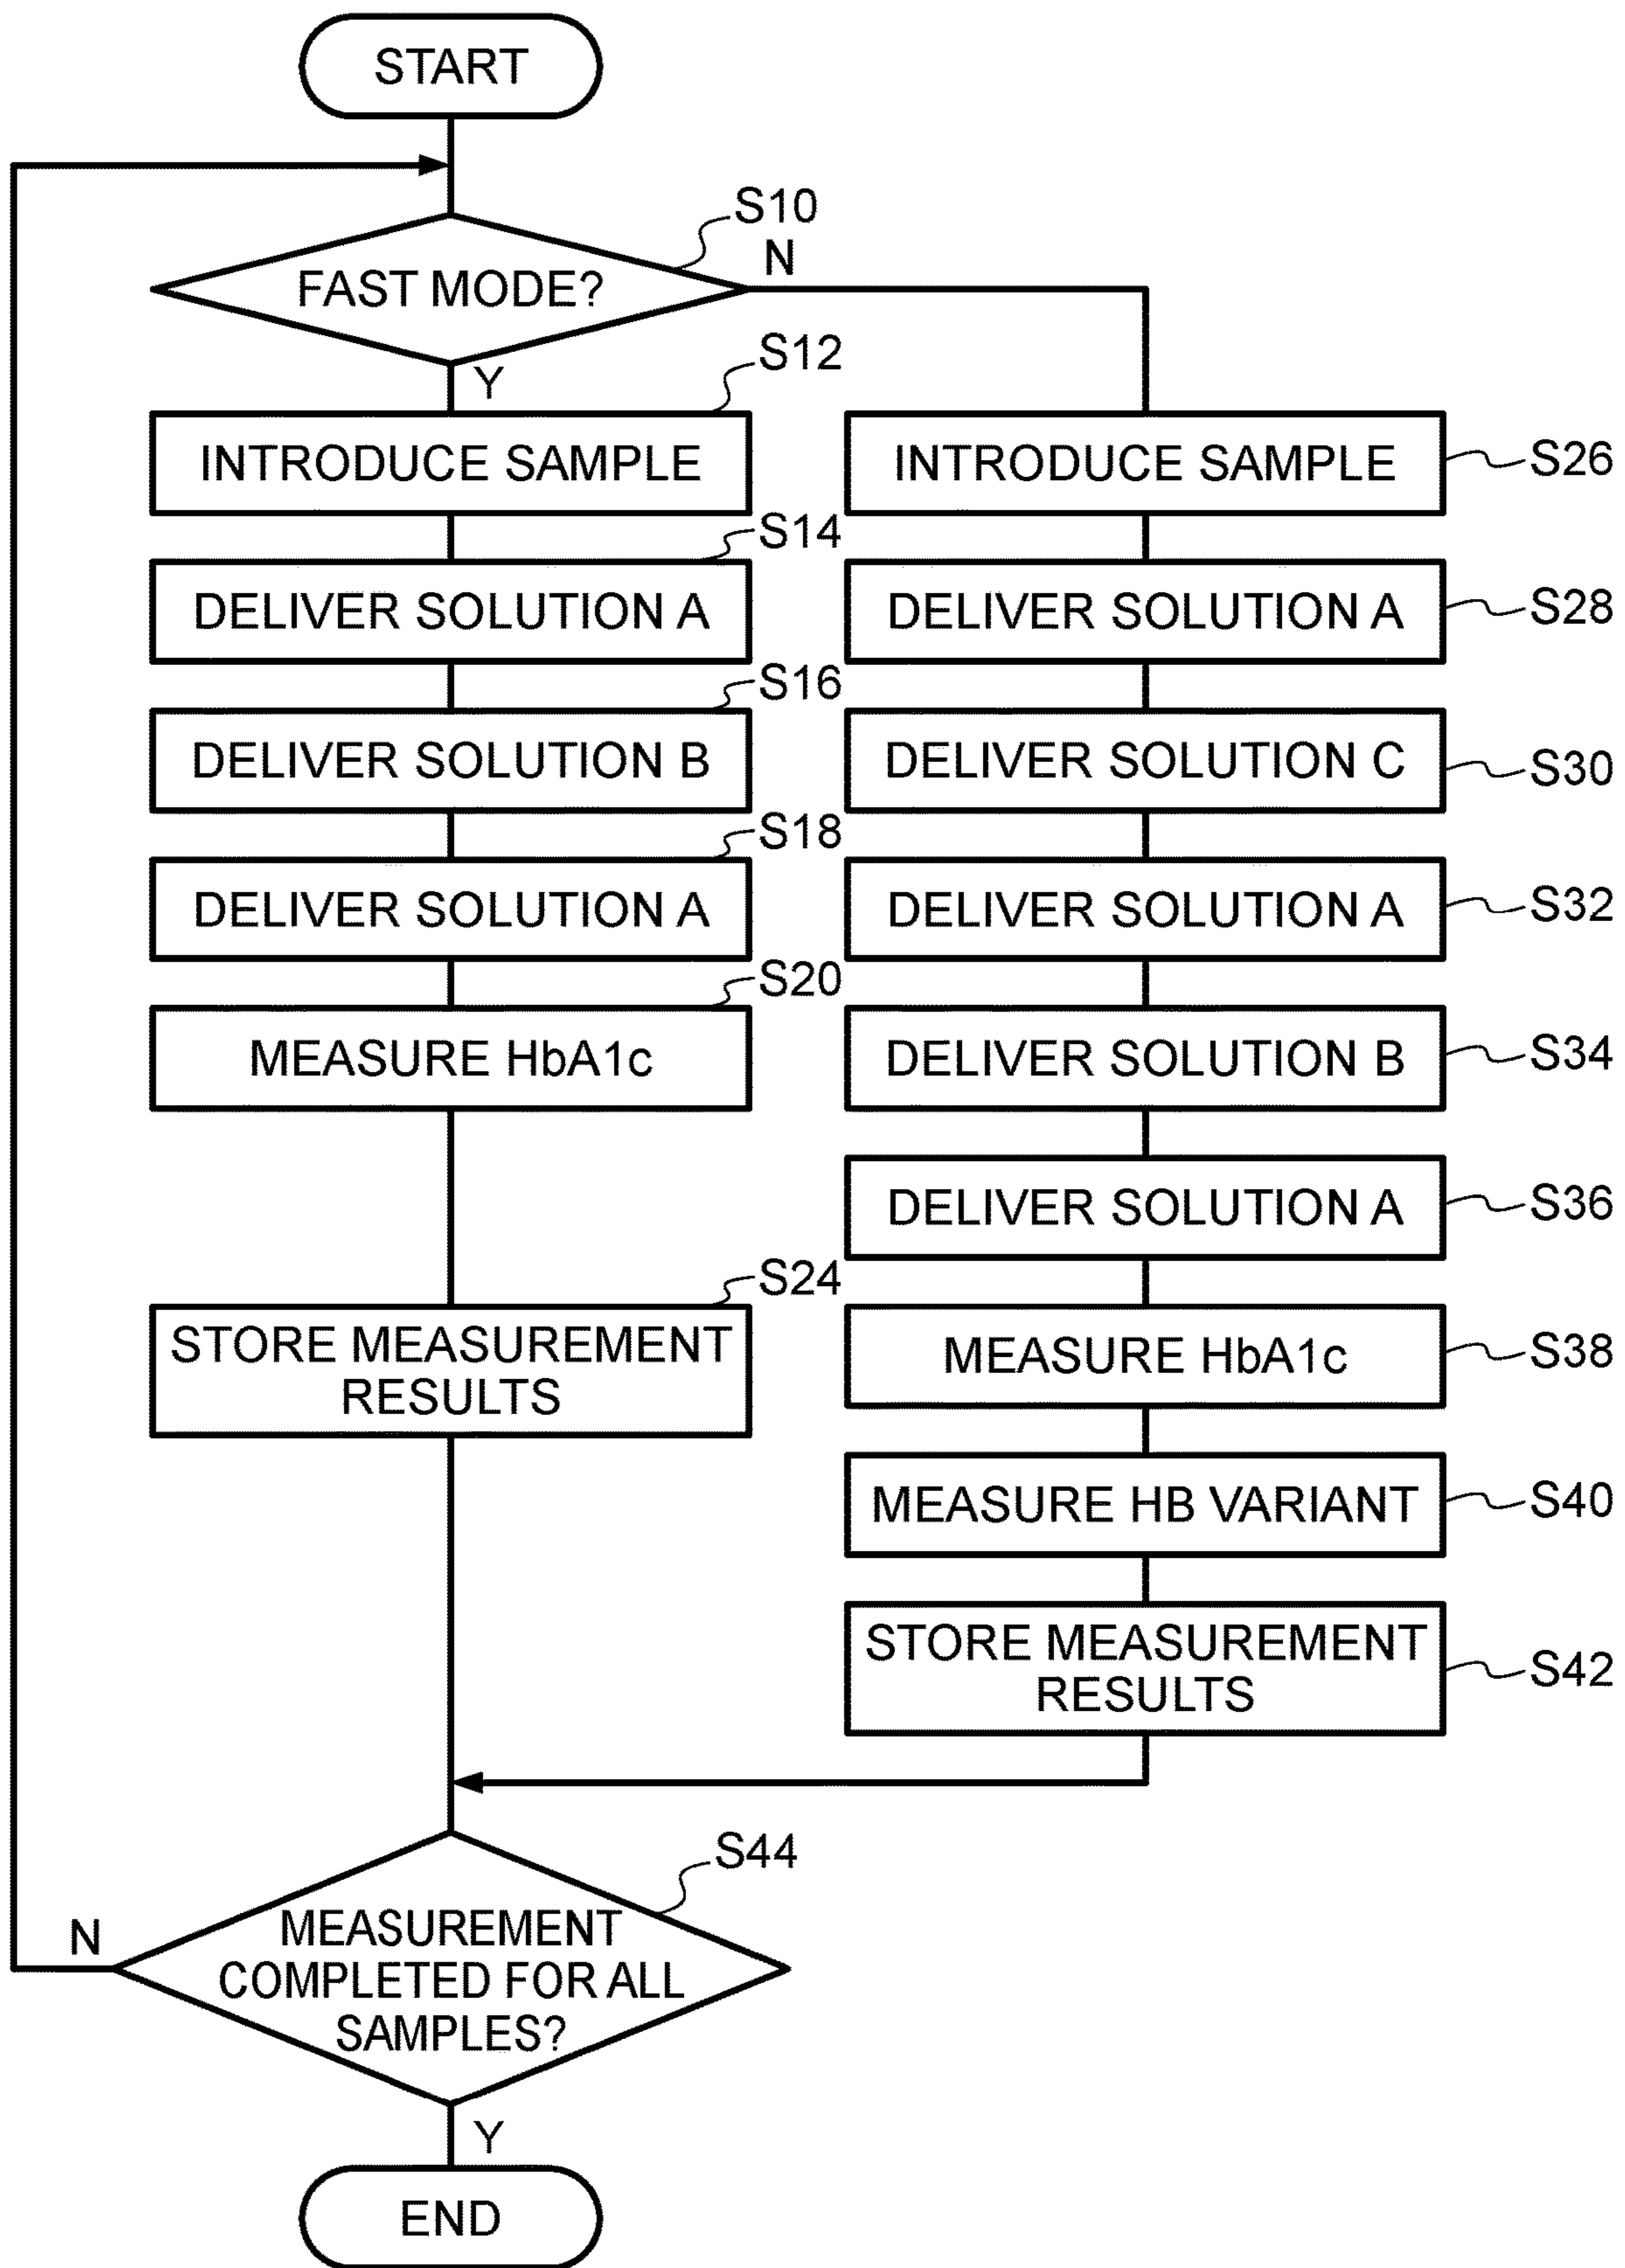 START
S10
FAST MODE?
N
Y
S12
INTRODUCE SAMPLE
S14
DELIVER SOLUTION A
S16
DELIVER SOLUTION B
S18
DELIVER SOLUTION A
S20
MEASURE HbA1c
S24
STORE MEASUREMENT
RESULTS
INTRODUCE SAMPLE
S26
DELIVER SOLUTION A
S28
DELIVER SOLUTION C
S30
DELIVER SOLUTION A
S32
DELIVER SOLUTION B
S34
DELIVER SOLUTION A
S36
MEASURE HbA1c
S38
MEASURE HB VARIANT
S40
STORE MEASUREMENT
RESULTS
S42
S44
N
MEASUREMENT
COMPLETED FOR ALL
SAMPLES?
Y
END